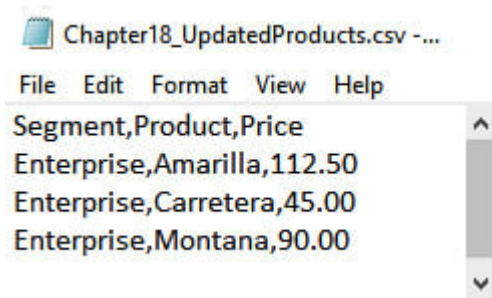 Chapter18_UpdatedProducts.csv -...
File Edit Format View Help
Segment,Product,Price
Enterprise,Amarilla,112.50
Enterprise,Carretera,45.00
Enterprise,Montana,90.00